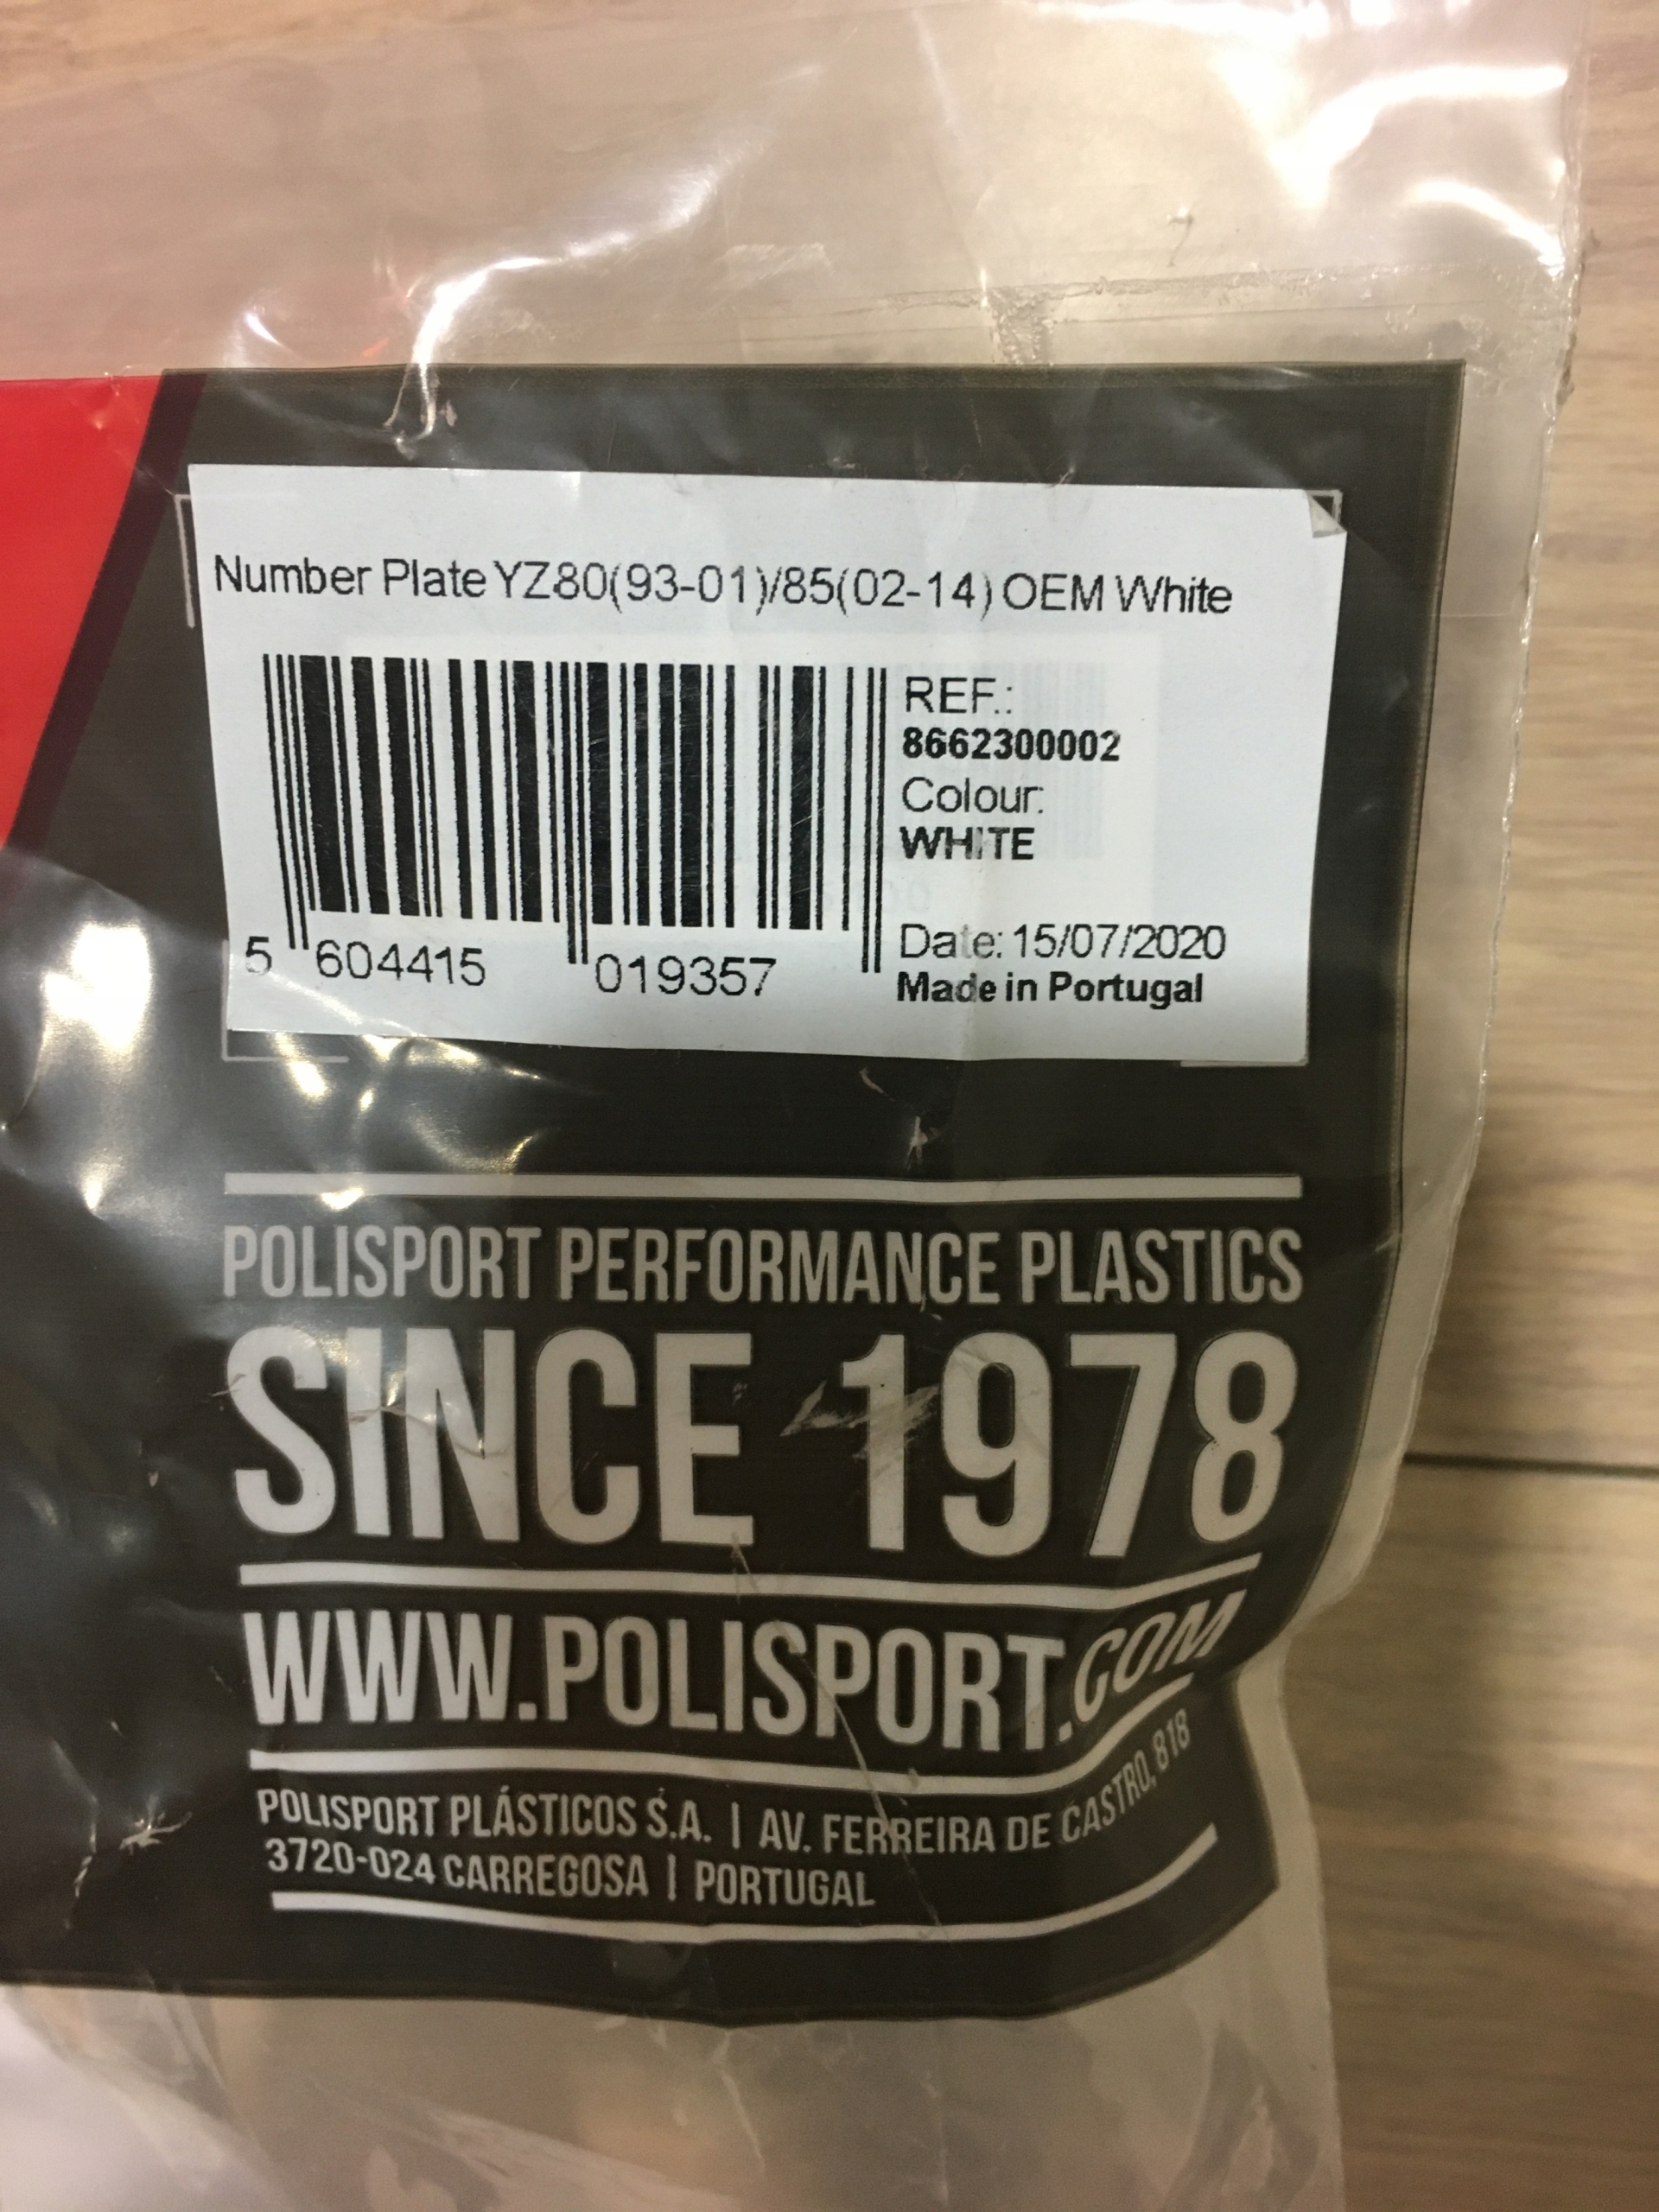 Number Plate YZ80(93-01)/85(02-14) OEM White
REF.:
8662300002
Colour:
WHITE
Date: 15/07/2020
Made in Portugal
5 604415 019357
POLISPORT PERFORMANCE PLASTICS
SINCE 1978
WWW.POLISPORT.COM
POLISPORT PLÁSTICOS S.A. | AV. FERREIRA DE CASTRO, 818
3720-024 CARREGOSA | PORTUGAL